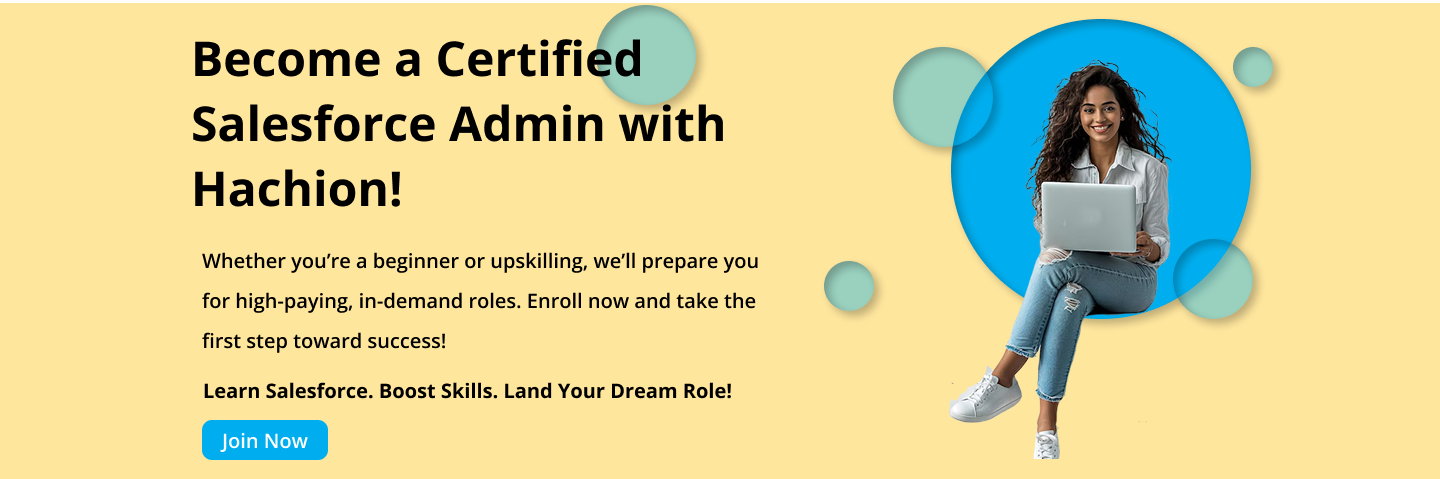 Become a Certified
Salesforce Admin with
Hachion!
Whether you’re a beginner or upskilling, we’ll prepare you
for high-paying, in-demand roles. Enroll now and take the
first step toward success!
Learn Salesforce. Boost Skills. Land Your Dream Role!
Join Now